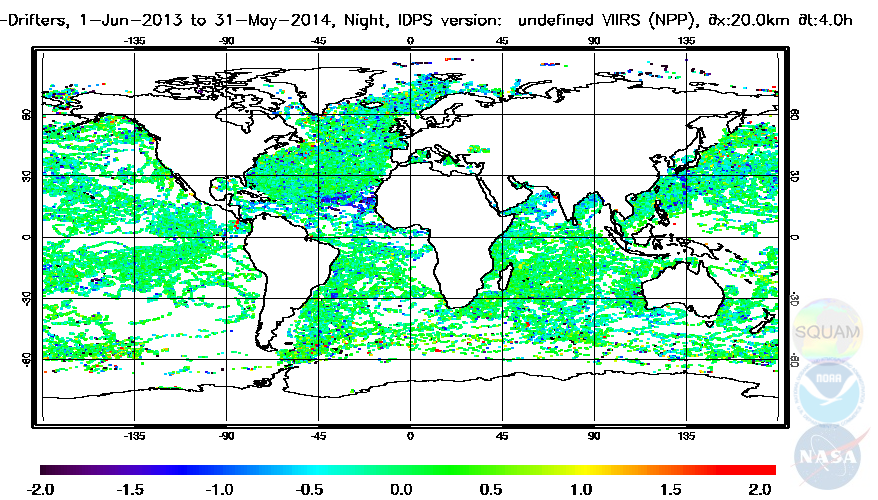 -Drifters, 1-Jun-2013 to 31-May-2014, Night, IDPS version: undefined VIIRS (NPP), ∂x:20.0km ∂t:4.0h
-135 -90 -45 0 45 90 135
60 60
30 30
0 0
-30 -30
-60 -60
SQUAM
NOAA
-135 -90 -45 0 45 90 135
NASA
-2.0 -1.5 -1.0 -0.5 0.0 0.5 1.0 1.5 2.0